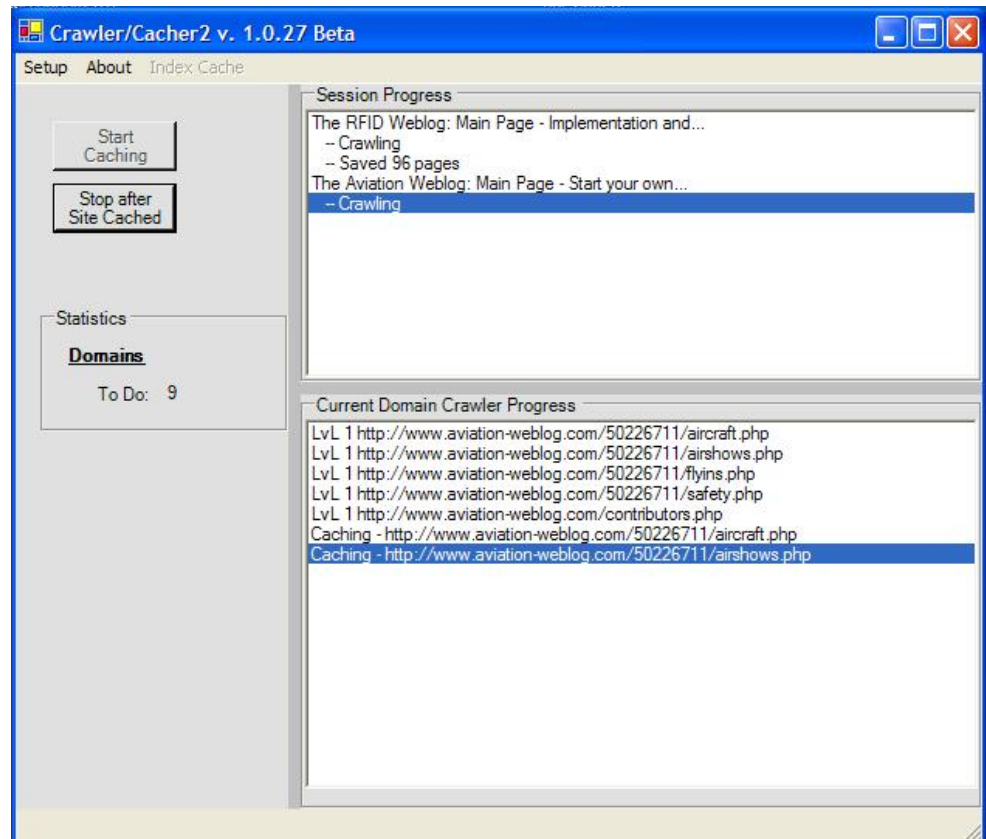 Crawler/Cacher2 v. 1.0.27 Beta
Setup About Index Cache
Start
Caching
Stop after
Site Cached
Statistics
Domains
To Do: 9
Session Progress
The RFID Weblog: Main Page - Implementation and...
-- Crawling
-- Saved 96 pages
The Aviation Weblog: Main Page - Start your own...
-- Crawling
Current Domain Crawler Progress
LvL 1 http://www.aviation-weblog.com/50226711/aircraft.php
LvL 1 http://www.aviation-weblog.com/50226711/airshows.php
LvL 1 http://www.aviation-weblog.com/50226711/flyins.php
LvL 1 http://www.aviation-weblog.com/50226711/safety.php
LvL 1 http://www.aviation-weblog.com/contributors.php
Caching - http://www.aviation-weblog.com/50226711/aircraft.php
Caching - http://www.aviation-weblog.com/50226711/airshows.php